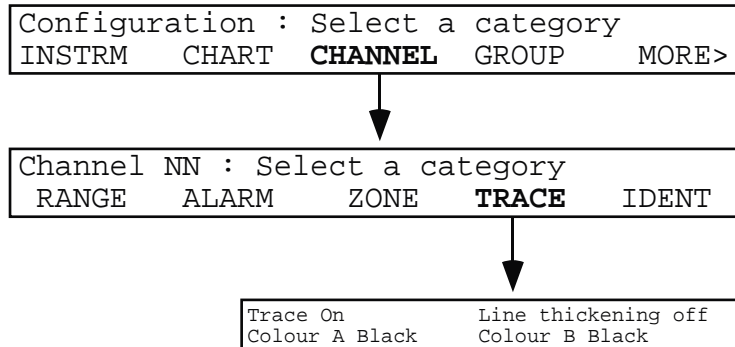 Configuration : Select a category
INSTRM CHART CHANNEL GROUP MORE>
Channel NN : Select a category
RANGE ALARM ZONE TRACE IDENT
Trace On Line thickening off
Colour A Black Colour B Black